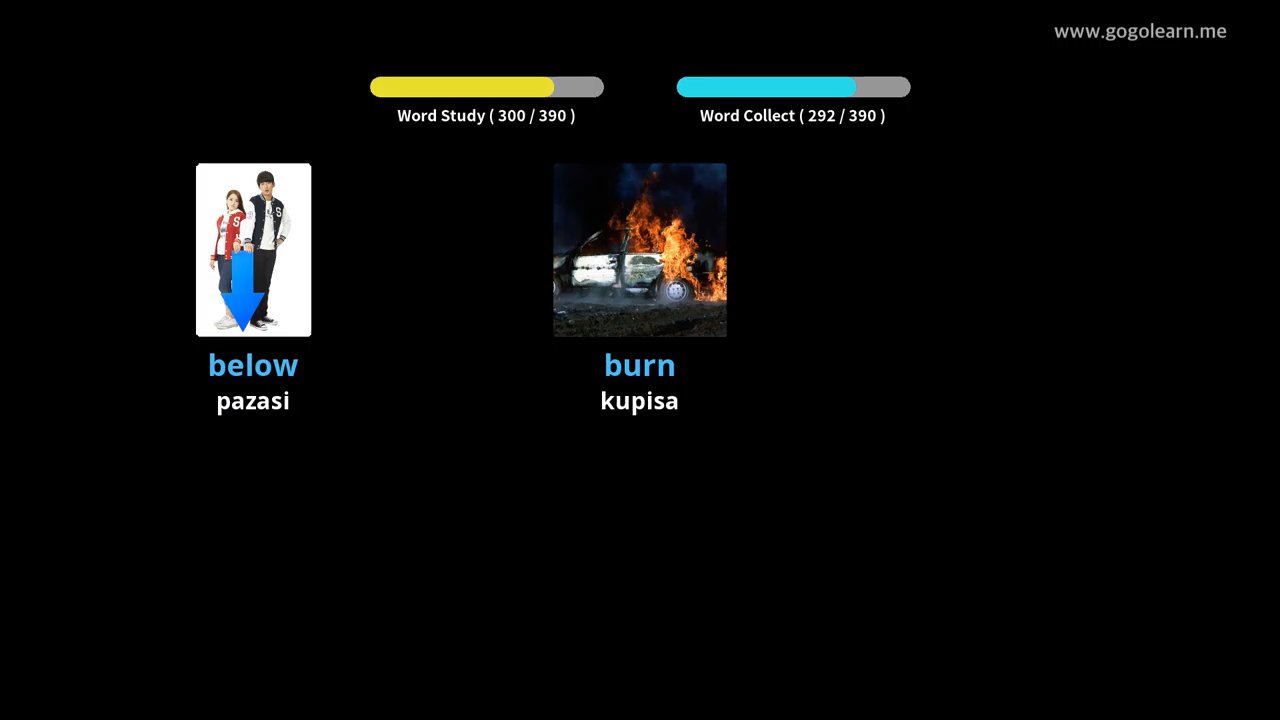 www.gogolearn.me
Word Study ( 300 / 390 )
Word Collect ( 292 / 390 )
S
S
below
burn
pazasi
kupisa